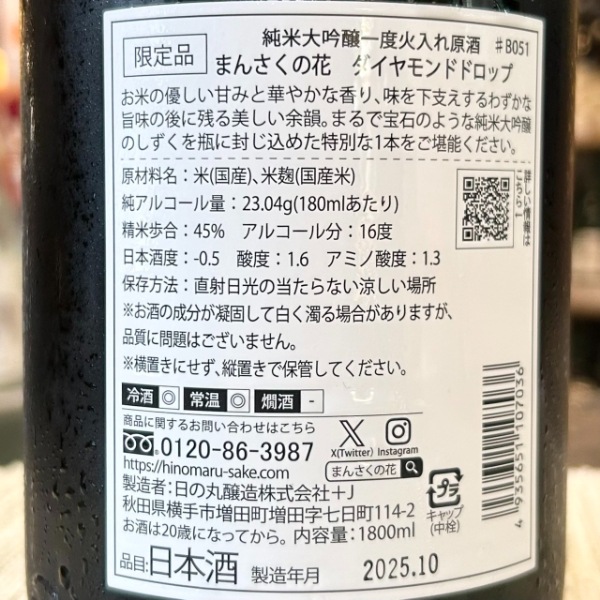 純米大吟醸一度火入れ原酒 #B051
限定品 まんさくの花 ダイヤモンドドロップ
お米の優しい甘みと華やかな香り、味を下支えするわずかな
旨味の後に残る美しい余韻。まるで宝石のような純米大吟醸
のしずくを瓶に封じ込めた特別な1本をご堪能ください。
原材料名：米(国産)、米麹(国産米)
純アルコール量：23.04g(180mlあたり)
精米歩合：45% アルコール分：16度
日本酒度：-0.5 酸度：1.6 アミノ酸度：1.3
保存方法：直射日光の当たらない涼しい場所
※お酒の成分が凝固して白く濁る場合がありますが、
品質に問題はございません。
※横置きにせず、縦置きで保管してください。
詳しい情報は
こちら！
冷酒 ◎ 常温 ◎ 燗酒 -
商品に関するお問い合わせはこちら
0120-86-3987
https://hinomaru-sake.com
X(Twitter) Instagram
まんさくの花
製造者：日の丸醸造株式会社＋J
秋田県横手市増田町増田字七日町114-2
お酒は20歳になってから。内容量：1800ml
プラ
キャップ
(中栓)
品目：日本酒 製造年月 2025.10
4935651107036